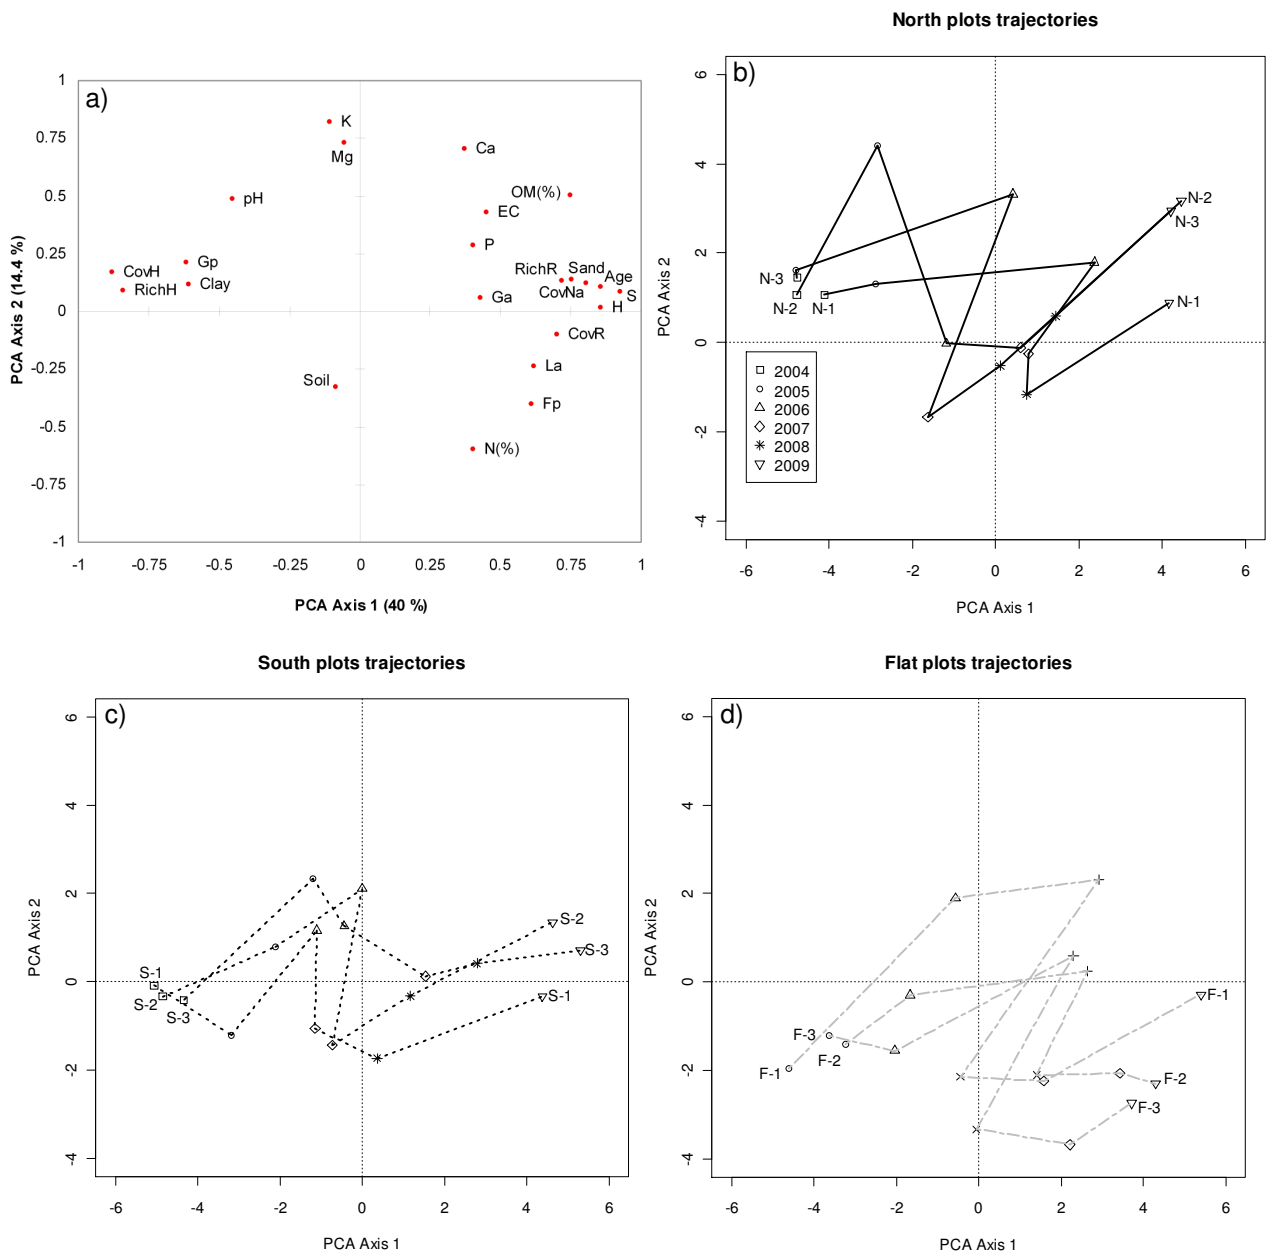 a)
1
0.75
0.5
0.25
0
-0.25
-0.5
-0.75
-1
-1
-0.75
-0.5
-0.25
0
0.25
0.5
0.75
1
PCA Axis 2 (14.4 %)
PCA Axis 1 (40 %)
K
Mg
Ca
pH
OM(%)
EC
P
Gp
CovH
Clay
RichH
RichR
Sand
Age
CovNa
S
Ga
H
CovR
La
Soil
Fp
N(%)
North plots trajectories
b)
6
4
2
0
-2
-4
-6
-4
-2
0
2
4
6
PCA Axis 2
PCA Axis 1
N-2
N-3
N-1
N-3
N-2
N-1
2004
2005
2006
2007
2008
2009
South plots trajectories
c)
6
4
2
0
-2
-4
-6
-4
-2
0
2
4
6
PCA Axis 2
PCA Axis 1
S-1
S-2
S-3
S-2
S-3
S-1
Flat plots trajectories
d)
6
4
2
0
-2
-4
-6
-4
-2
0
2
4
6
PCA Axis 2
PCA Axis 1
F-3
F-2
F-1
F-1
F-2
F-3